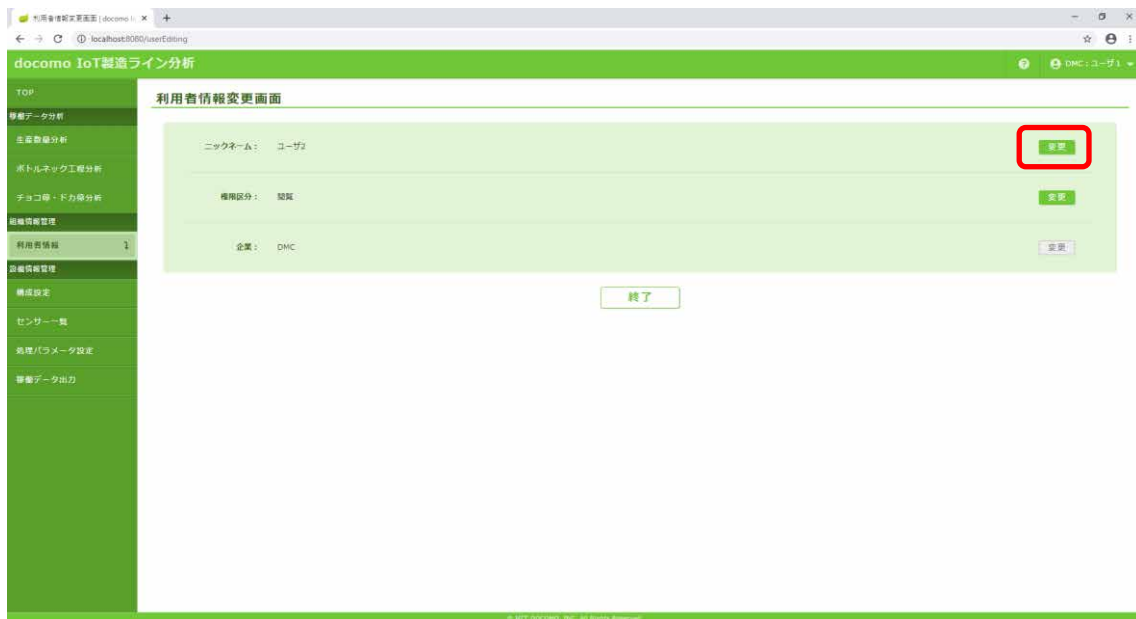 利用者情報変更画面 | docomo I
localhost:8080/userEditing
docomo IoT製造ライン分析
DMC：ユーザ1
TOP
稼働データ分析
生産数量分析
ボトルネック工程分析
チョコ停・ドカ停分析
組織情報管理
利用者情報
設備情報管理
構成設定
センサー一覧
処理パラメータ設定
稼働データ出力
利用者情報変更画面
ニックネーム： ユーザ2 変更
権限区分： 閲覧 変更
企業： DMC 変更
終了
© NTT DOCOMO, INC. All Rights Reserved.